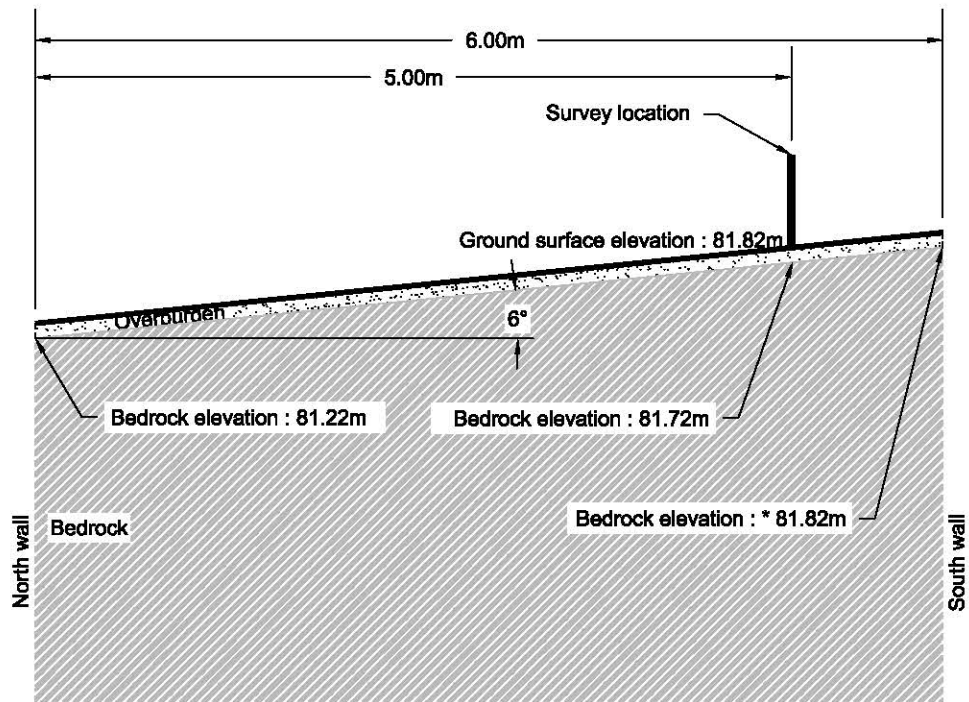 6.00m
5.00m
Survey location
Ground surface elevation : 81.82m
Overburden
6°
Bedrock elevation : 81.22m
Bedrock elevation : 81.72m
Bedrock elevation : * 81.82m
Bedrock
North wall
South wall